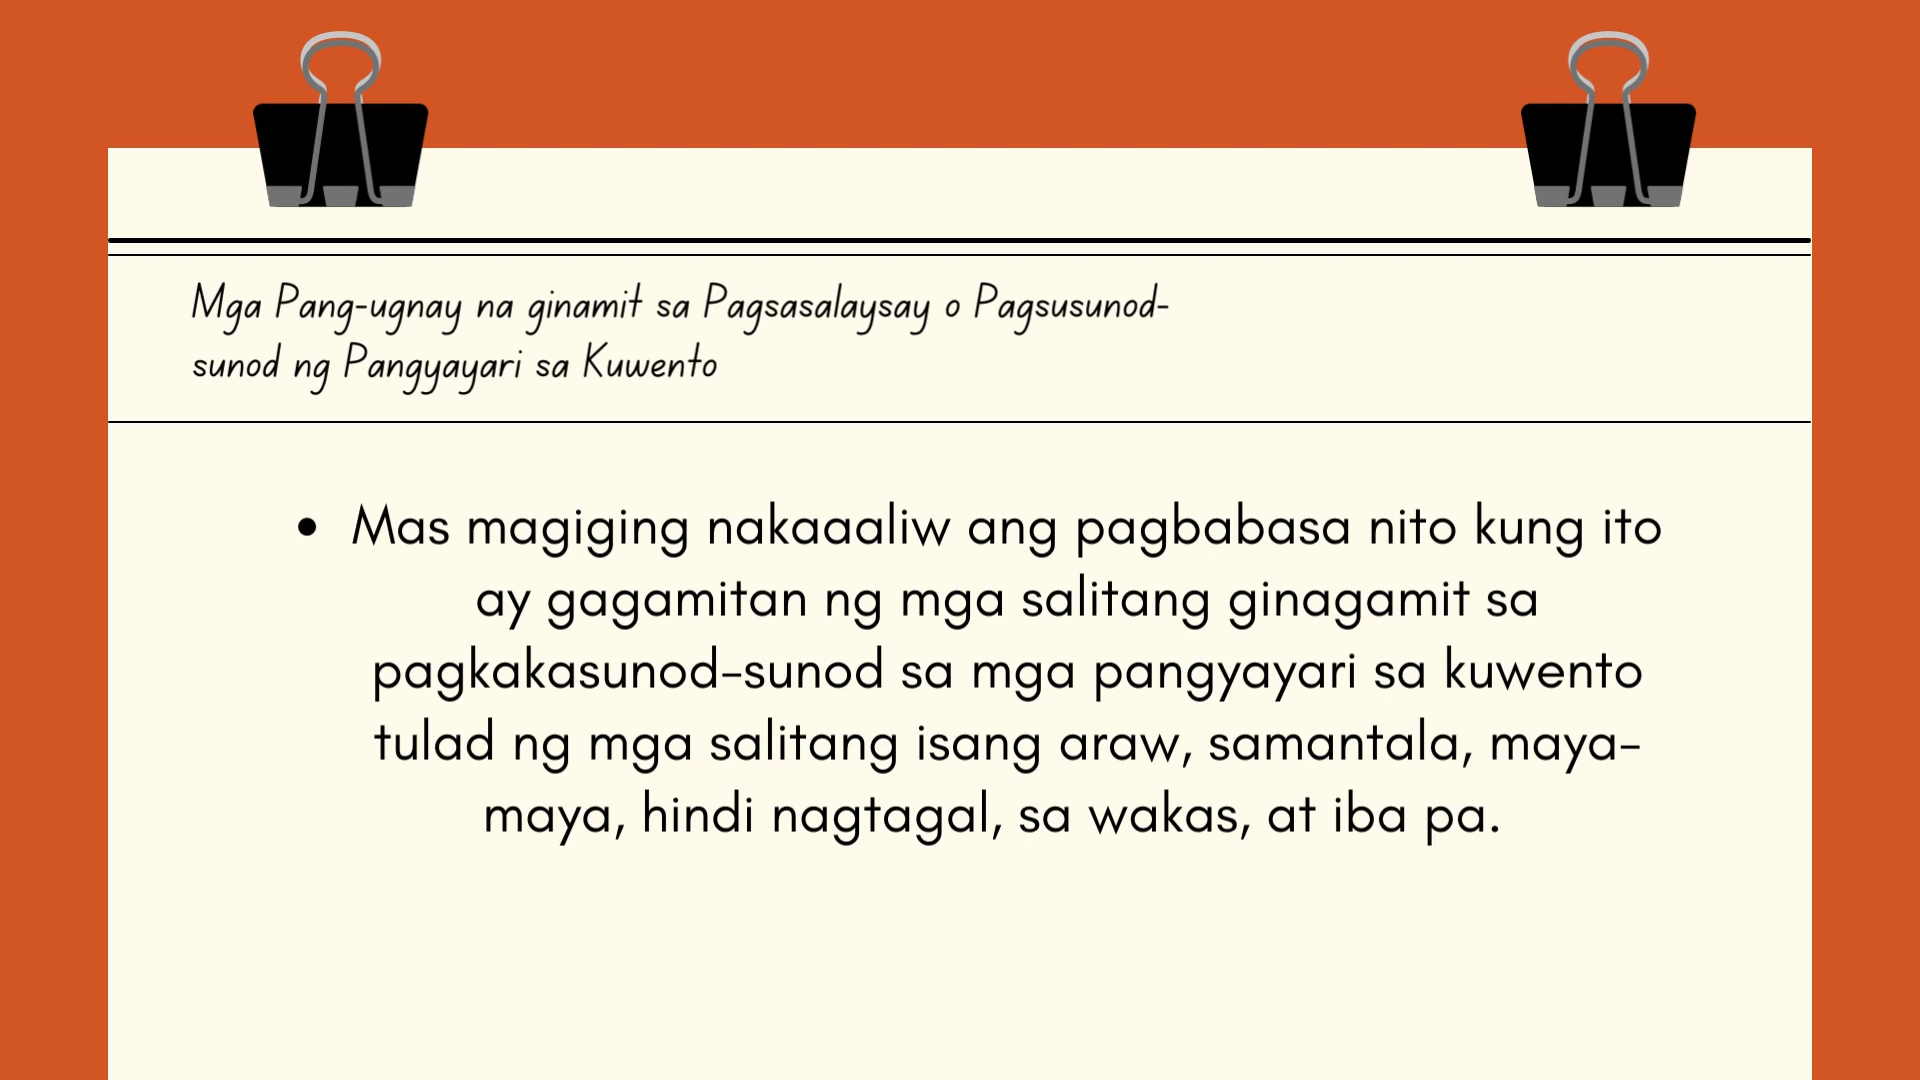 Mga Pang-ugnay na ginamit sa Pagsasalaysay o Pagsusunod-
sunod ng Pangyayari sa Kuwento
• Mas magiging nakaaaliw ang pagbabasa nito kung ito
ay gagamitan ng mga salitang ginagamit sa
pagkakasunod-sunod sa mga pangyayari sa kuwento
tulad ng mga salitang isang araw, samantala, maya-
maya, hindi nagtagal, sa wakas, at iba pa.